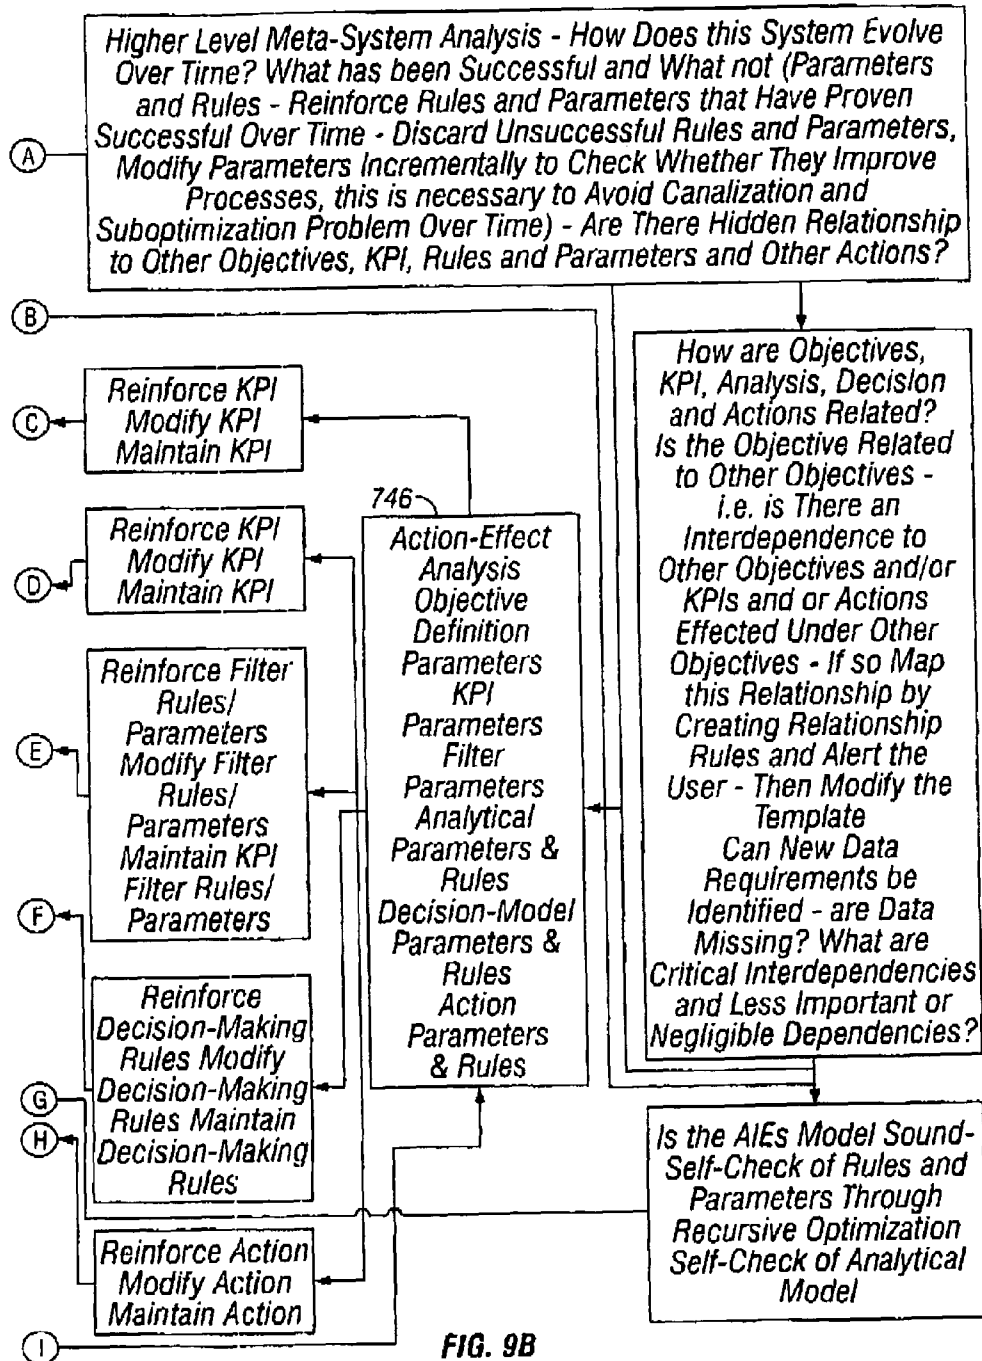 Higher Level Meta-System Analysis - How Does this System Evolve
Over Time? What has been Successful and What not (Parameters
and Rules - Reinforce Rules and Parameters that Have Proven
Successful Over Time - Discard Unsuccessful Rules and Parameters,
Modify Parameters Incrementally to Check Whether They Improve
Processes, this is necessary to Avoid Canalization and
Suboptimization Problem Over Time) - Are There Hidden Relationship
to Other Objectives, KPI, Rules and Parameters and Other Actions?
A
B
How are Objectives,
KPI, Analysis, Decision
and Actions Related?
Is the Objective Related
to Other Objectives -
i.e. is There an
Interdependence to
Other Objectives and/or
KPIs and or Actions
Effected Under Other
Objectives - If so Map
this Relationship by
Creating Relationship
Rules and Alert the
User - Then Modify the
Template
Can New Data
Requirements be
Identified - are Data
Missing? What are
Critical Interdependencies
and Less Important or
Negligible Dependencies?
C
Reinforce KPI
Modify KPI
Maintain KPI
D
Reinforce KPI
Modify KPI
Maintain KPI
746
Action-Effect
Analysis
Objective
Definition
Parameters
KPI
Parameters
Filter
Parameters
Analytical
Parameters &
Rules
Decision-Model
Parameters &
Rules
Action
Parameters
& Rules
E
Reinforce Filter
Rules/
Parameters
Modify Filter
Rules/
Parameters
Maintain KPI
Filter Rules/
Parameters
F
Reinforce
Decision-Making
Rules Modify
Decision-Making
Rules Maintain
Decision-Making
Rules
G
H
Is the AIEs Model Sound-
Self-Check of Rules and
Parameters Through
Recursive Optimization
Self-Check of Analytical
Model
Reinforce Action
Modify Action
Maintain Action
I
FIG. 9B